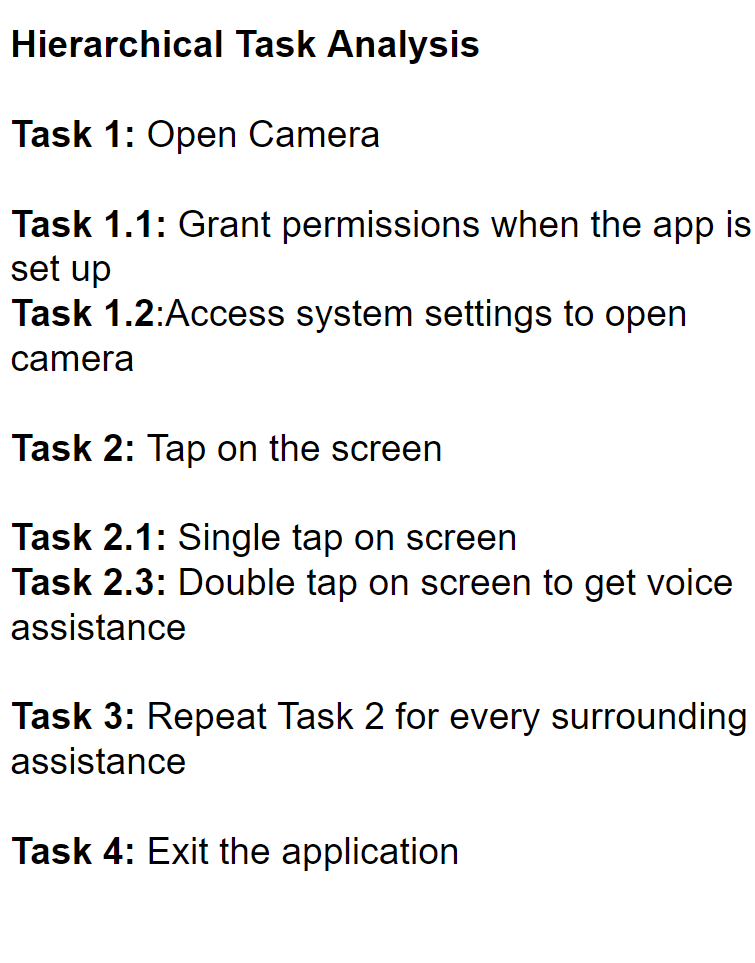 Hierarchical Task Analysis
Task 1: Open Camera
Task 1.1: Grant permissions when the app is
set up
Task 1.2:Access system settings to open
camera
Task 2: Tap on the screen
Task 2.1: Single tap on screen
Task 2.3: Double tap on screen to get voice
assistance
Task 3: Repeat Task 2 for every surrounding
assistance
Task 4: Exit the application